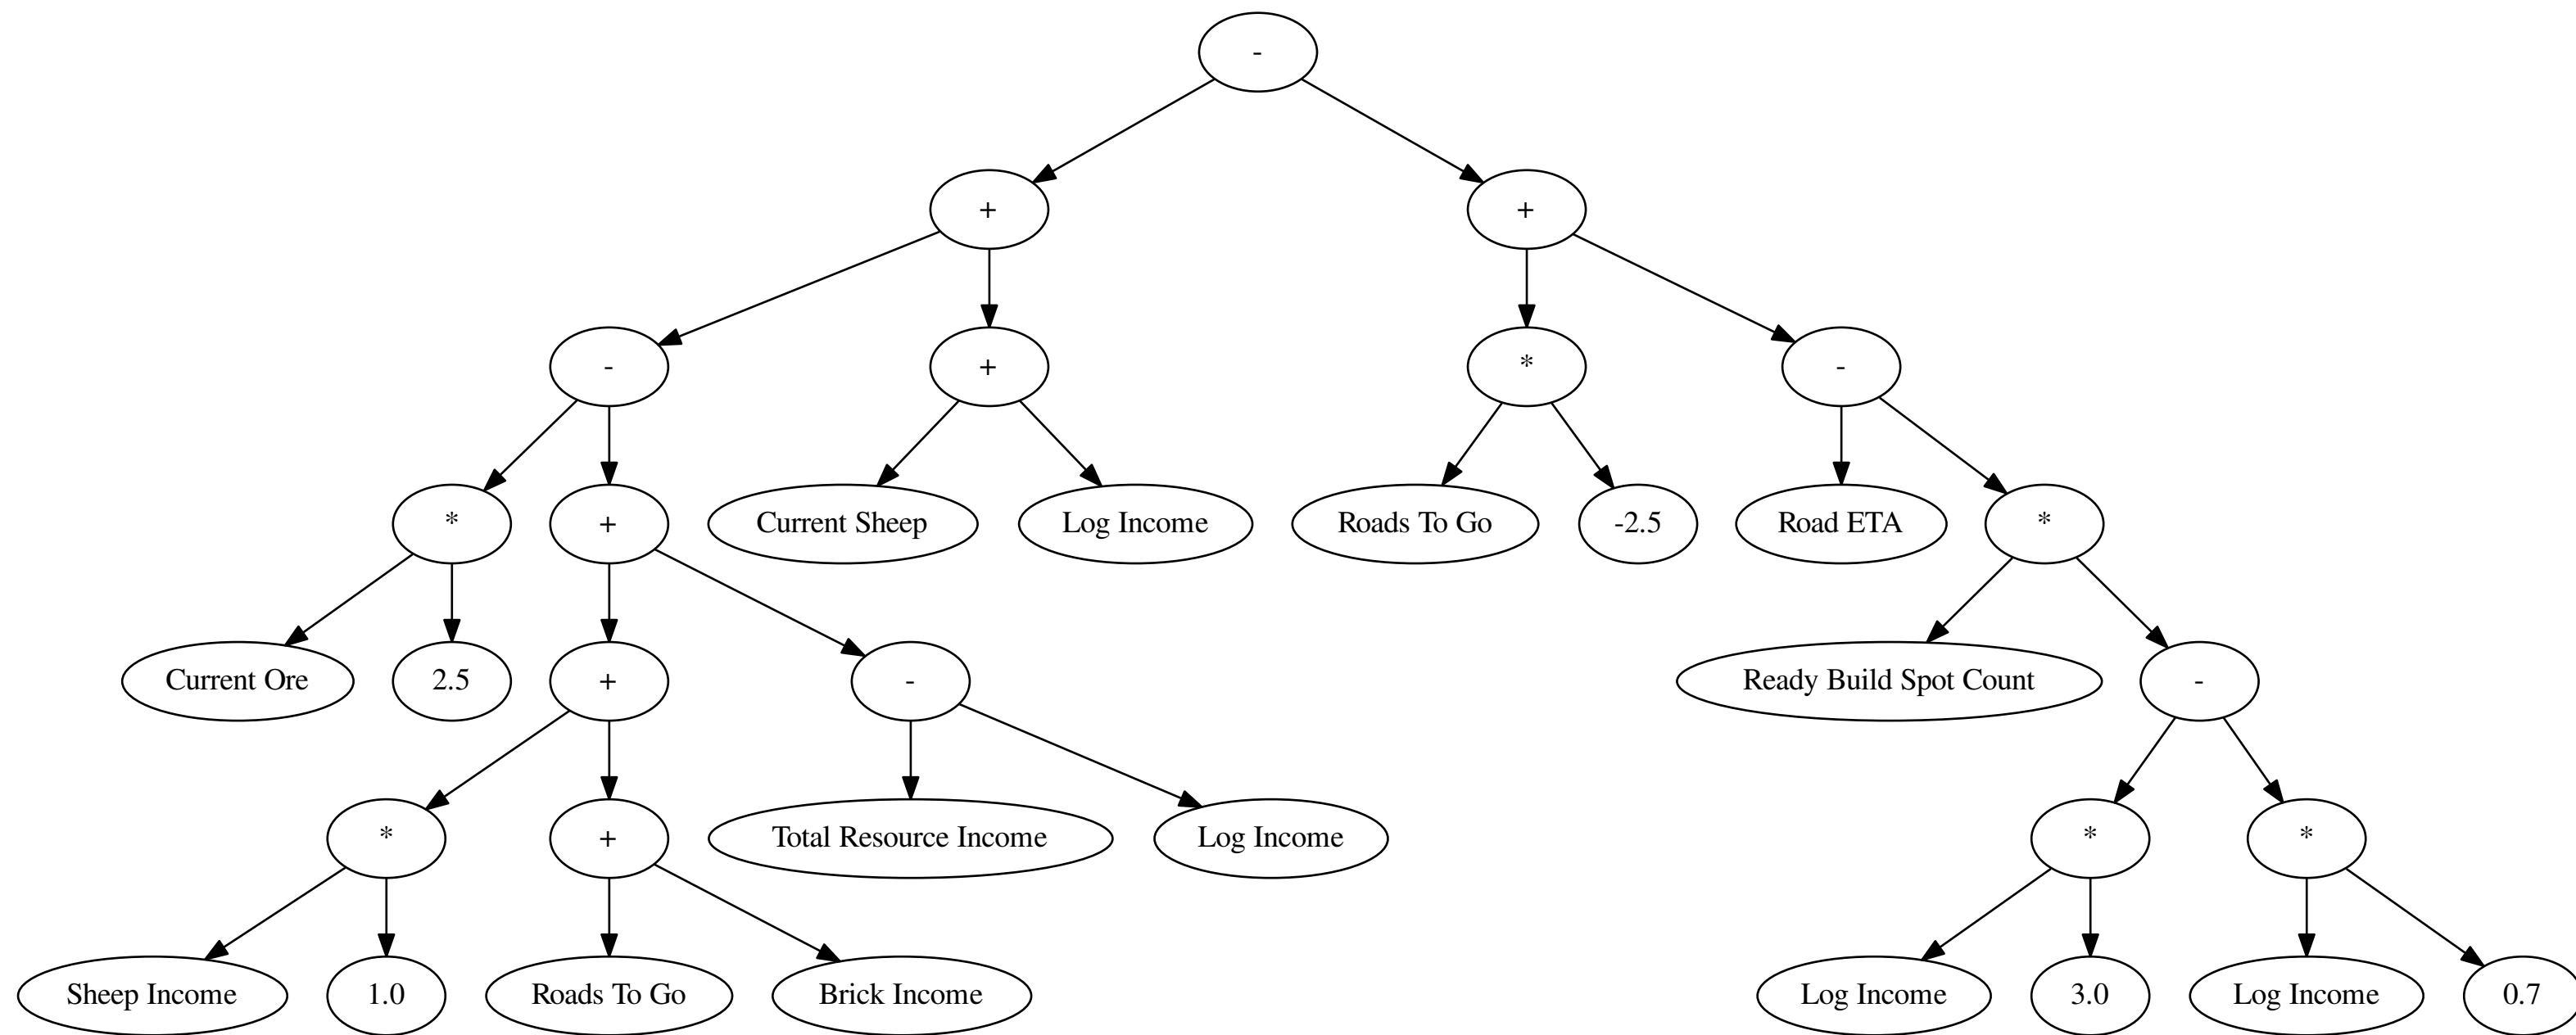 -
+
+
-
+
*
-
*
+
Current Sheep
Log Income
Roads To Go
-2.5
Road ETA
*
Current Ore
2.5
+
-
Ready Build Spot Count
-
*
+
Total Resource Income
Log Income
*
*
Sheep Income
1.0
Roads To Go
Brick Income
Log Income
3.0
Log Income
0.7